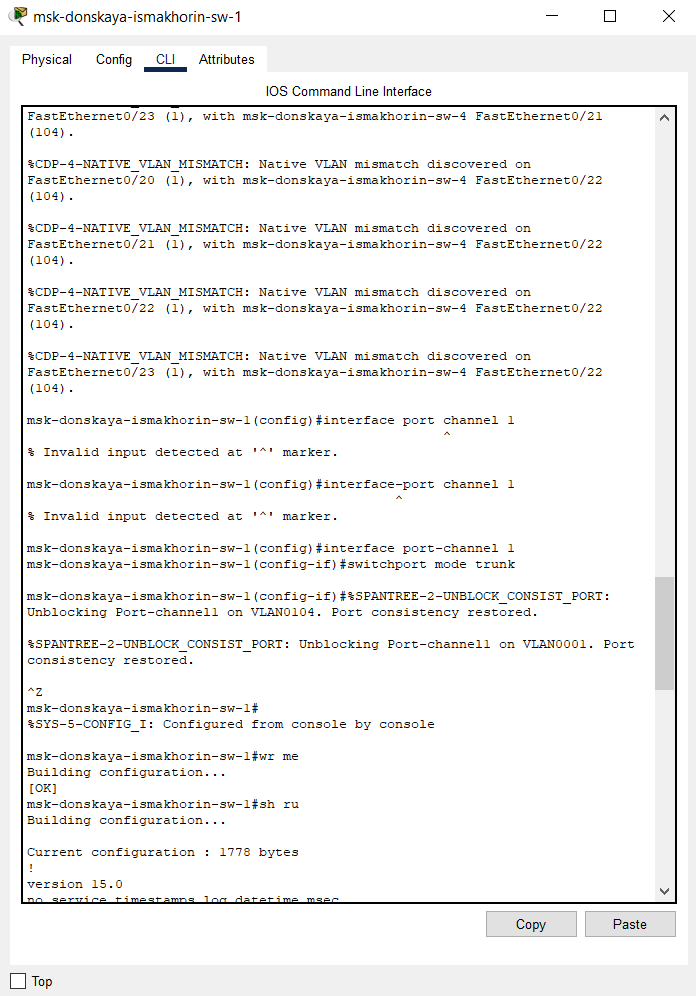 msk-donskaya-ismakhorin-sw-1
Physical Config CLI Attributes
IOS Command Line Interface
FastEthernet0/23 (1), with msk-donskaya-ismakhorin-sw-4 FastEthernet0/21
(104).
%CDP-4-NATIVE_VLAN_MISMATCH: Native VLAN mismatch discovered on
FastEthernet0/20 (1), with msk-donskaya-ismakhorin-sw-4 FastEthernet0/22
(104).
%CDP-4-NATIVE_VLAN_MISMATCH: Native VLAN mismatch discovered on
FastEthernet0/21 (1), with msk-donskaya-ismakhorin-sw-4 FastEthernet0/22
(104).
%CDP-4-NATIVE_VLAN_MISMATCH: Native VLAN mismatch discovered on
FastEthernet0/22 (1), with msk-donskaya-ismakhorin-sw-4 FastEthernet0/22
(104).
%CDP-4-NATIVE_VLAN_MISMATCH: Native VLAN mismatch discovered on
FastEthernet0/23 (1), with msk-donskaya-ismakhorin-sw-4 FastEthernet0/22
(104).
msk-donskaya-ismakhorin-sw-1(config)#interface port channel 1
^
% Invalid input detected at '^' marker.
msk-donskaya-ismakhorin-sw-1(config)#interface-port channel 1
^
% Invalid input detected at '^' marker.
msk-donskaya-ismakhorin-sw-1(config)#interface port-channel 1
msk-donskaya-ismakhorin-sw-1(config-if)#switchport mode trunk
msk-donskaya-ismakhorin-sw-1(config-if)#%SPANTREE-2-UNBLOCK_CONSIST_PORT:
Unblocking Port-channel1 on VLAN0104. Port consistency restored.
%SPANTREE-2-UNBLOCK_CONSIST_PORT: Unblocking Port-channel1 on VLAN0001. Port
consistency restored.
^Z
msk-donskaya-ismakhorin-sw-1#
%SYS-5-CONFIG_I: Configured from console by console
msk-donskaya-ismakhorin-sw-1#wr me
Building configuration...
[OK]
msk-donskaya-ismakhorin-sw-1#sh ru
Building configuration...
Current configuration : 1778 bytes
!
version 15.0
no service timestamps log datetime msec
Copy Paste
Top